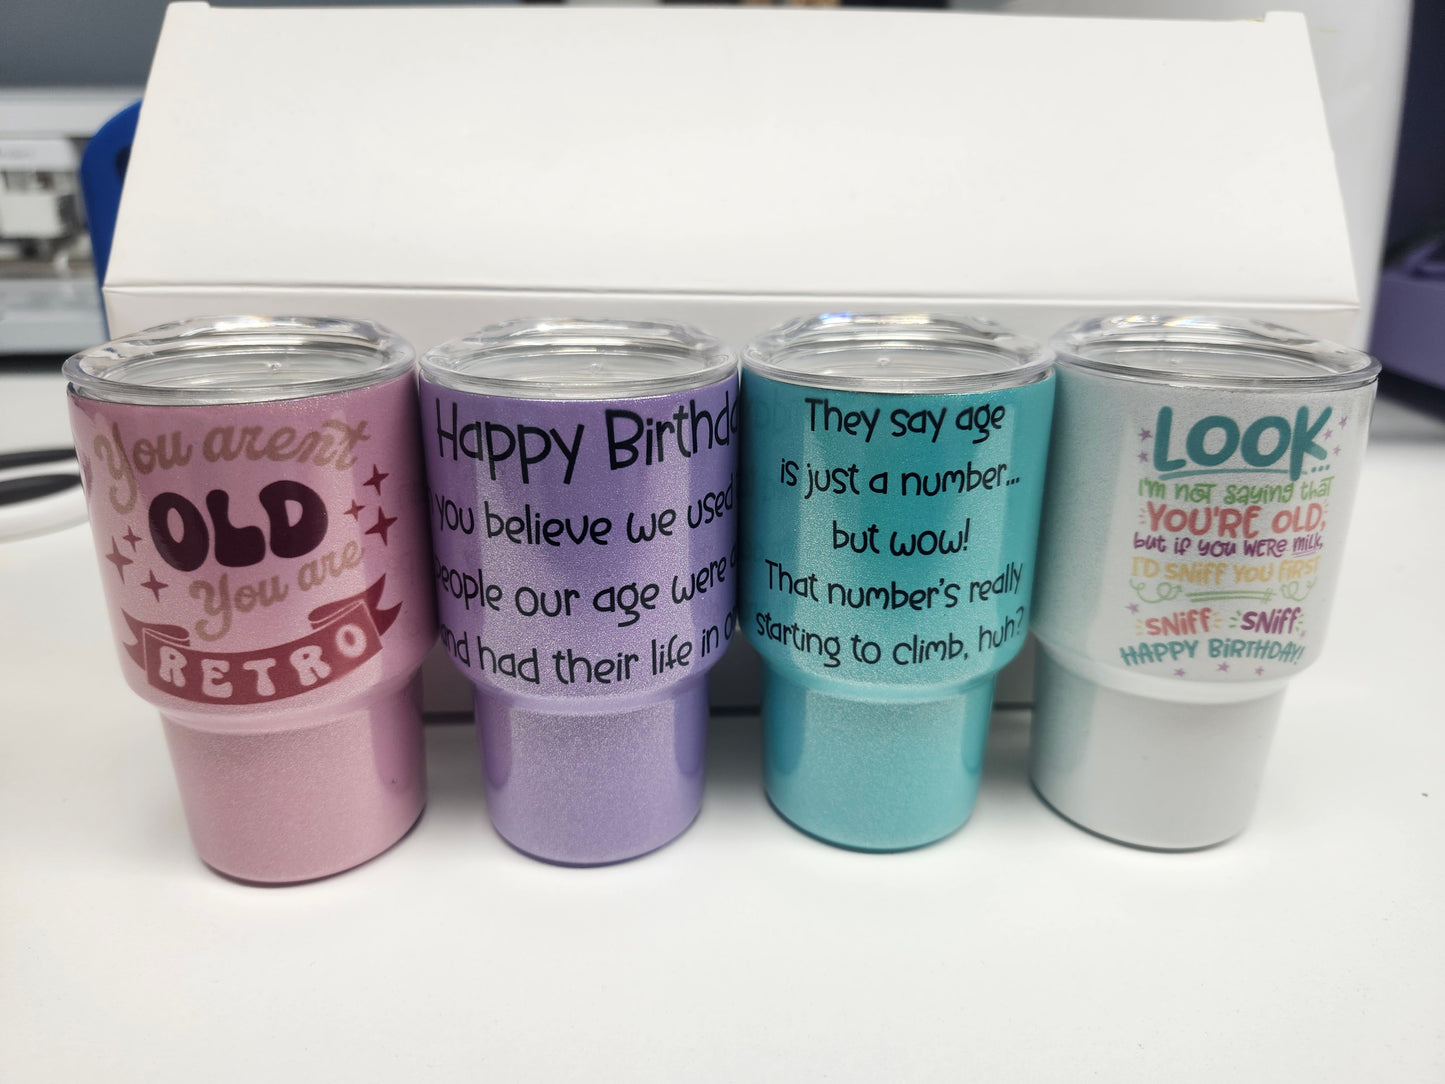 You aren't
OLD
You are
RETRO
Happy
you believe we used
people our age were
had their life in
They say age
is just a number...
but wow!
That number's really
starting to climb, huh?
LOOK...
I'm not saying that
YOU'RE OLD,
but if you were milk,
I'D SNIFF YOU FIRST
SNIFF SNIFF
HAPPY BIRTHDAY!